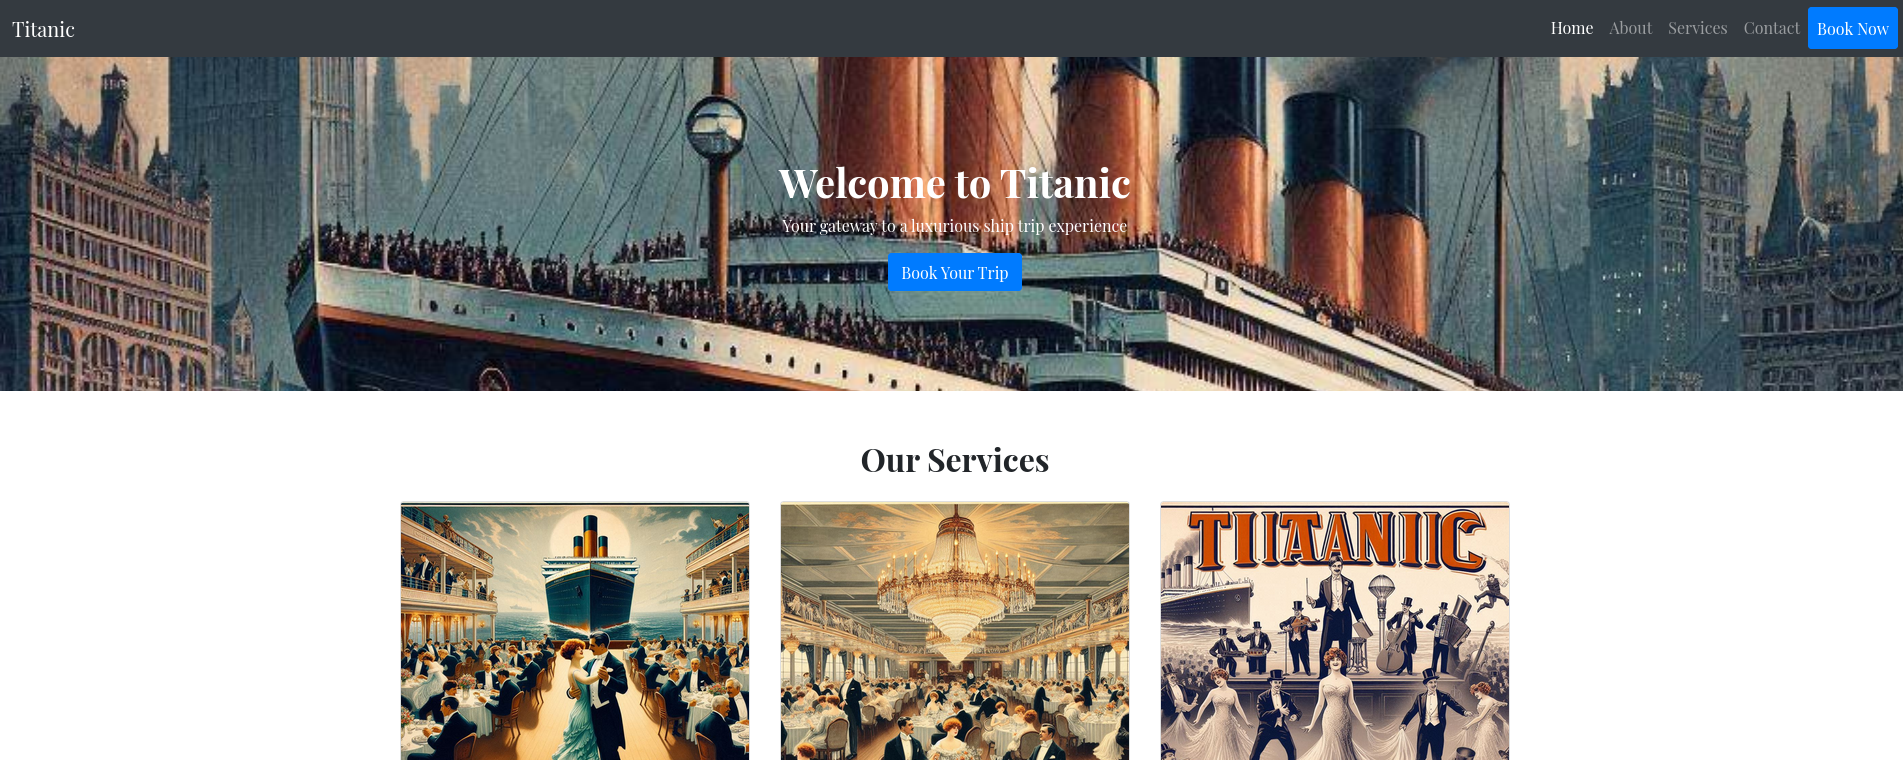 Titanic
Home About Services Contact Book Now
Welcome to Titanic
Your gateway to a luxurious ship trip experience
Book Your Trip
Our Services
TIITANIIC